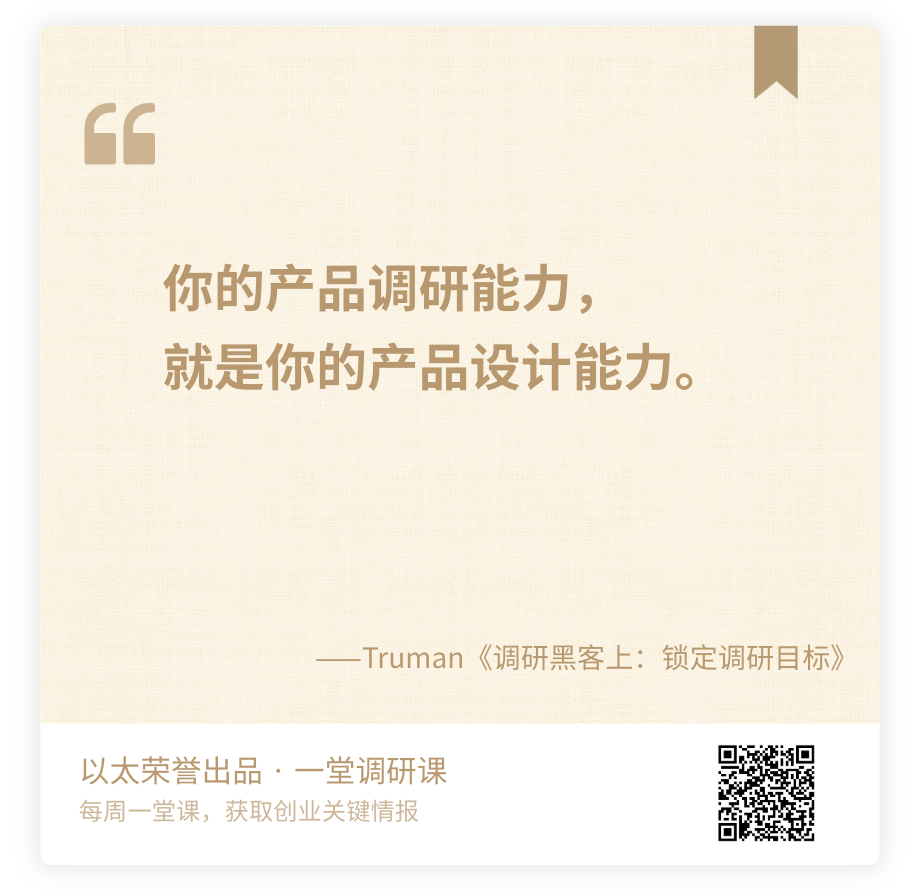 你的产品调研能力，
就是你的产品设计能力。
——Truman《调研黑客上：锁定调研目标》
以太荣誉出品 · 一堂调研课
每周一堂课，获取创业关键情报